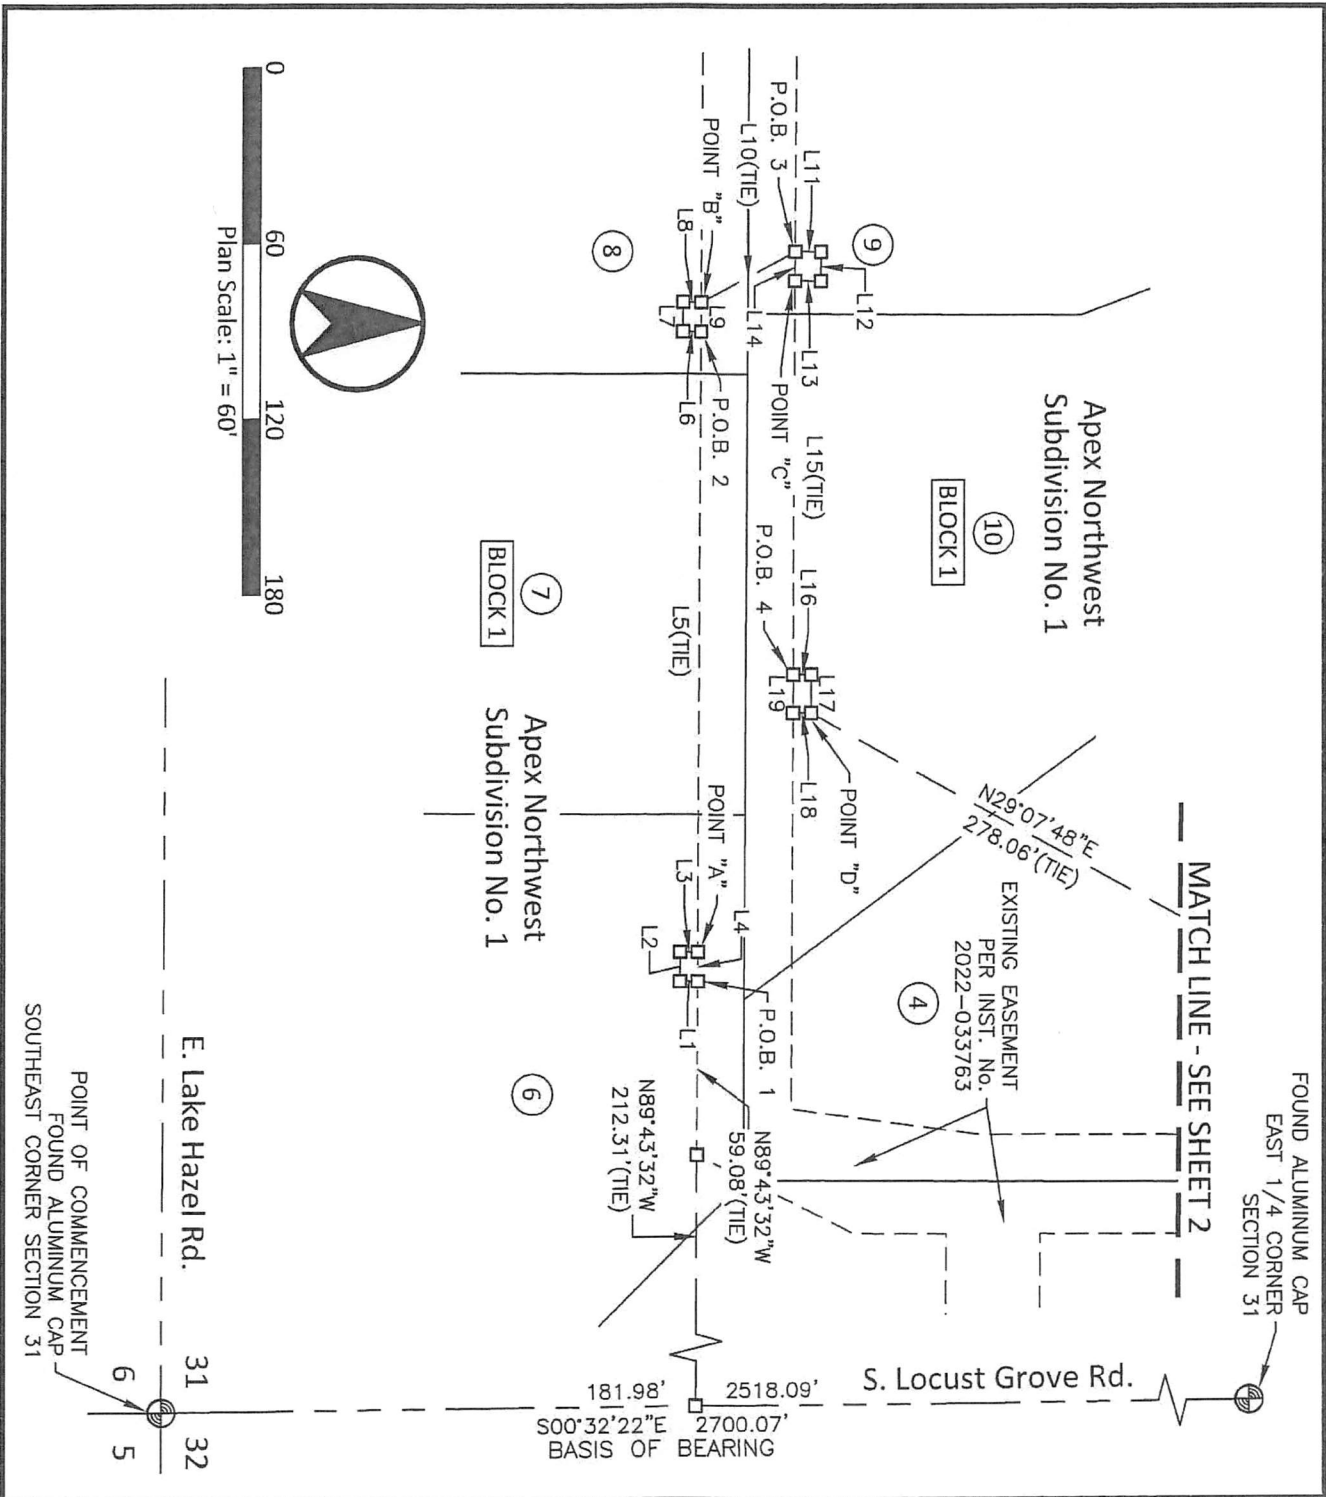 FOUND ALUMINUM CAP
EAST 1/4 CORNER
SECTION 31
MATCH LINE - SEE SHEET 2
Apex Northwest
Subdivision No. 1
10
BLOCK 1
9
L11
L12
L13
P.O.B. 3
L10(TIE)
L14
POINT "C"
L15(TIE)
L16
L17
P.O.B. 4
L19
L18
POINT "D"
N29°07'48"E
278.06'(TIE)
EXISTING EASEMENT
PER INST. No.
2022-033763
4
POINT "B"
L8
L9
L7
L6
P.O.B. 2
8
L5(TIE)
7
BLOCK 1
Apex Northwest
Subdivision No. 1
POINT "A"
L3
L4
L2
L1
P.O.B. 1
6
N89°43'32"W
59.08'(TIE)
N89°43'32"W
212.31'(TIE)
S. Locust Grove Rd.
181.98'
2518.09'
S00°32'22"E 2700.07'
BASIS OF BEARING
E. Lake Hazel Rd.
31
32
6
5
POINT OF COMMENCEMENT
FOUND ALUMINUM CAP
SOUTHEAST CORNER SECTION 31
0
60
120
180
Plan Scale: 1" = 60'